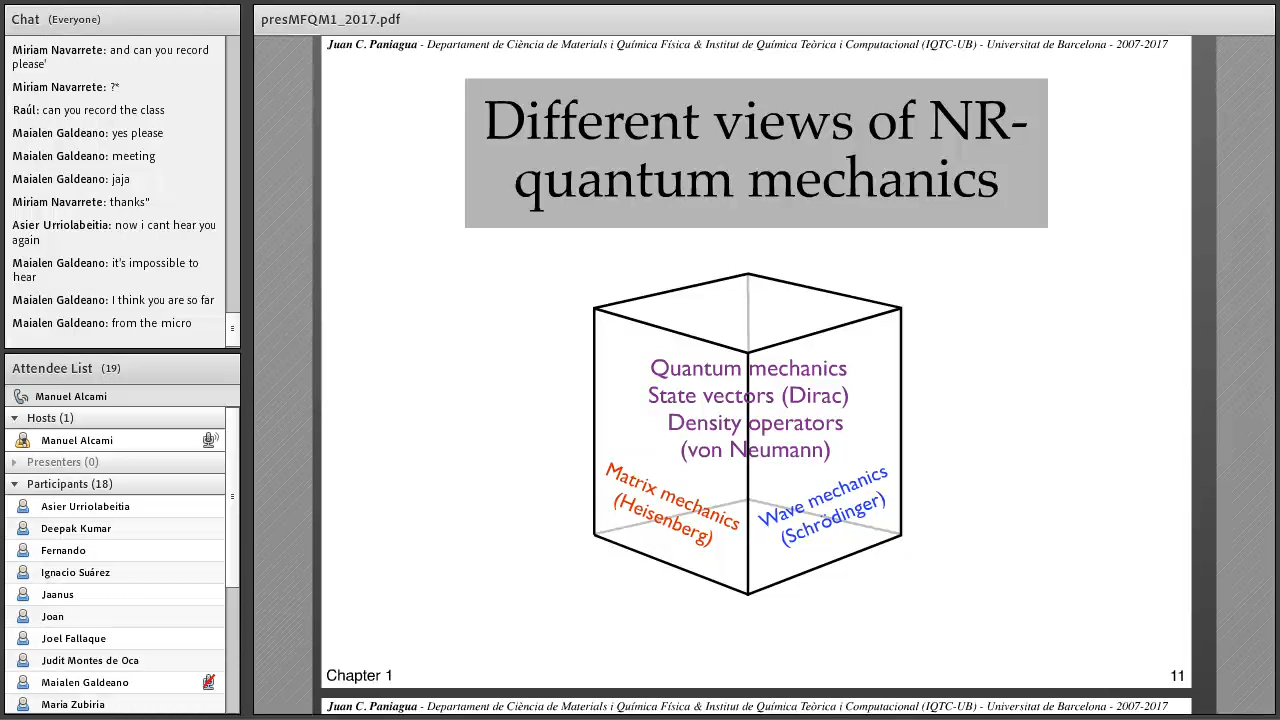 Chat (Everyone)
Miriam Navarrete: and can you record
please'
Miriam Navarrete: ?*
Raúl: can you record the class
Maialen Galdeano: yes please
Maialen Galdeano: meeting
Maialen Galdeano: jaja
Miriam Navarrete: thanks"
Asier Urriolabeitia: now i cant hear you
again
Maialen Galdeano: it's impossible to
hear
Maialen Galdeano: I think you are so far
Maialen Galdeano: from the micro
Attendee List (19)
Manuel Alcami
Hosts (1)
Manuel Alcami
Presenters (0)
Participants (18)
Asier Urriolabeitia
Deepak Kumar
Fernando
Ignacio Suárez
Jaanus
Joan
Joel Fallaque
Judit Montes de Oca
Maialen Galdeano
Maria Zubiria
presMFQM1_2017.pdf
Juan C. Paniagua - Departament de Ciència de Materials i Química Física & Institut de Química Teòrica i Computacional (IQTC-UB) - Universitat de Barcelona - 2007-2017
Different views of NR-
quantum mechanics
Quantum mechanics
State vectors (Dirac)
Density operators
(von Neumann)
Matrix mechanics
(Heisenberg)
Wave mechanics
(Schrödinger)
Chapter 1
11
Juan C. Paniagua - Departament de Ciència de Materials i Química Física & Institut de Química Teòrica i Computacional (IQTC-UB) - Universitat de Barcelona - 2007-2017